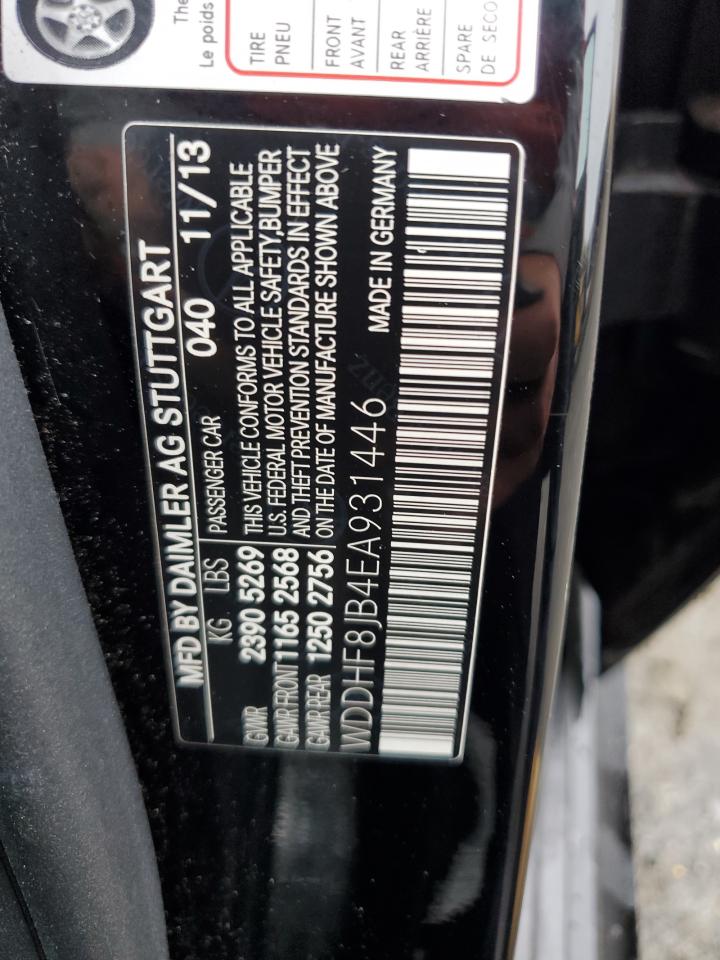 The
Le poids
TIRE
PNEU
FRONT
AVANT
REAR
ARRIÈRE
SPARE
DE SECO
MFD BY DAIMLER AG STUTTGART
040 11/13
KG LBS PASSENGER CAR
GVWR 2390 5269 THIS VEHICLE CONFORMS TO ALL APPLICABLE
GAWR FRONT 1165 2568 U.S. FEDERAL MOTOR VEHICLE SAFETY,BUMPER
GAWR REAR 1250 2756 AND THEFT PREVENTION STANDARDS IN EFFECT
ON THE DATE OF MANUFACTURE SHOWN ABOVE
WDDHF8JB4EA931446 MADE IN GERMANY